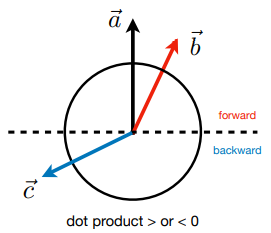 a⃗
b⃗
forward
backward
c⃗
dot product > or < 0